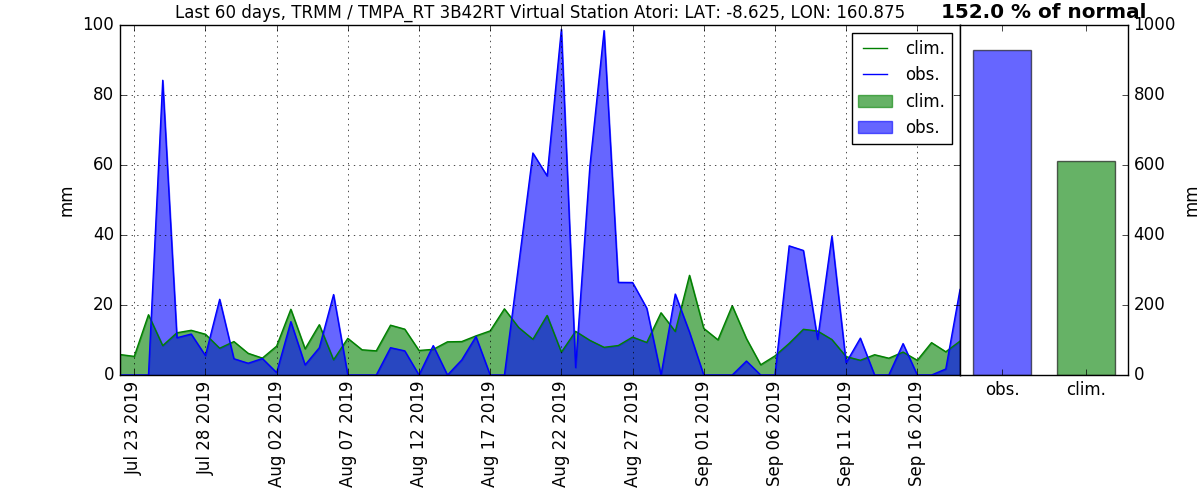 Last 60 days, TRMM / TMPA_RT 3B42RT Virtual Station Atori: LAT: -8.625, LON: 160.875
152.0 % of normal
mm
100
80
60
40
20
0
clim.
obs.
clim.
obs.
Jul 23 2019
Jul 28 2019
Aug 02 2019
Aug 07 2019
Aug 12 2019
Aug 17 2019
Aug 22 2019
Aug 27 2019
Sep 01 2019
Sep 06 2019
Sep 11 2019
Sep 16 2019
1000
800
600
400
200
0
mm
obs.
clim.